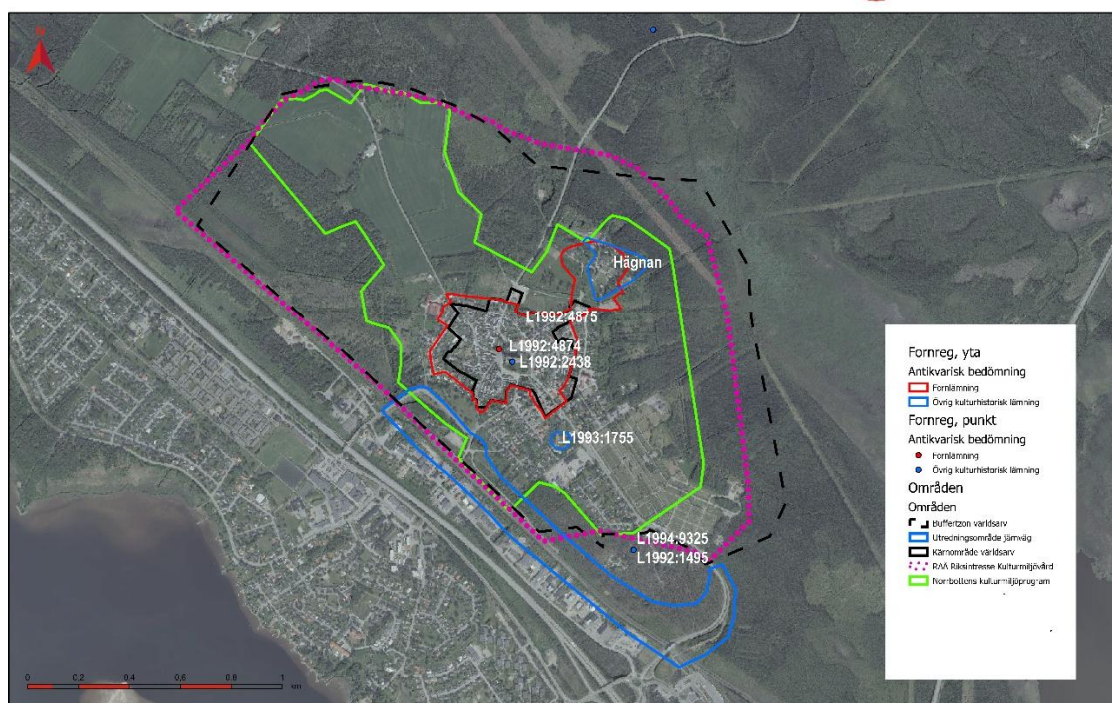 N
Hägnan
L1992:4875
L1992:4874
L1992:2438
L1993:1755
L1994:9325
L1992:1495
Fornreg, yta
Antikvarisk bedömning
Fornlämning
Övrig kulturhistorisk lämning
Fornreg, punkt
Antikvarisk bedömning
Fornlämning
Övrig kulturhistorisk lämning
Områden
Områden
Buffertzon världsarv
Utredningsområde järnväg
Kärnområde världsarv
RAÄ Riksintresse Kulturmiljövård
Norrbottens kulturmiljöprogram
0 0.2 0.4 0.6 0.8 1
km